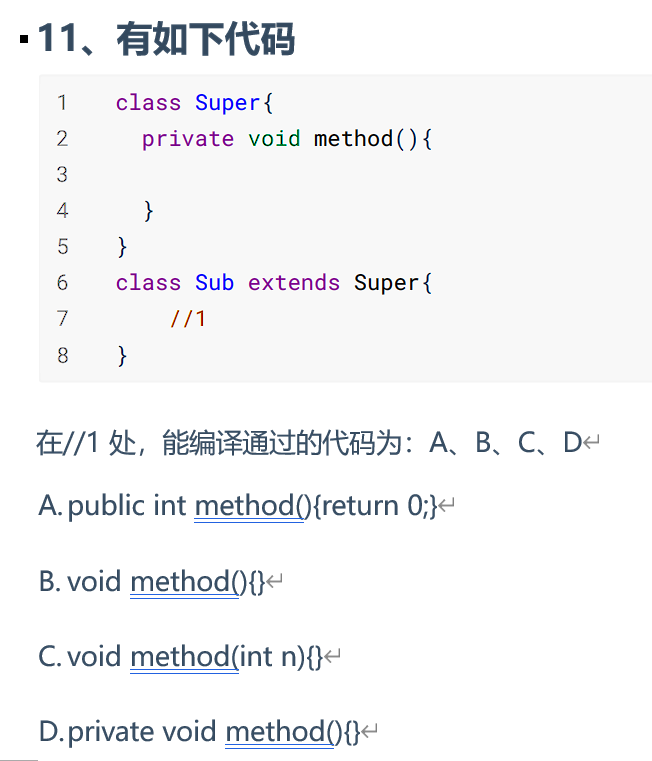 ▪11、有如下代码
1 class Super{
2 private void method(){
3
4 }
5 }
6 class Sub extends Super{
7 //1
8 }
在//1 处，能编译通过的代码为：A、B、C、D↵
A. public int method(){return 0;}↵
B. void method(){}↵
C. void method(int n){}↵
D. private void method(){}↵